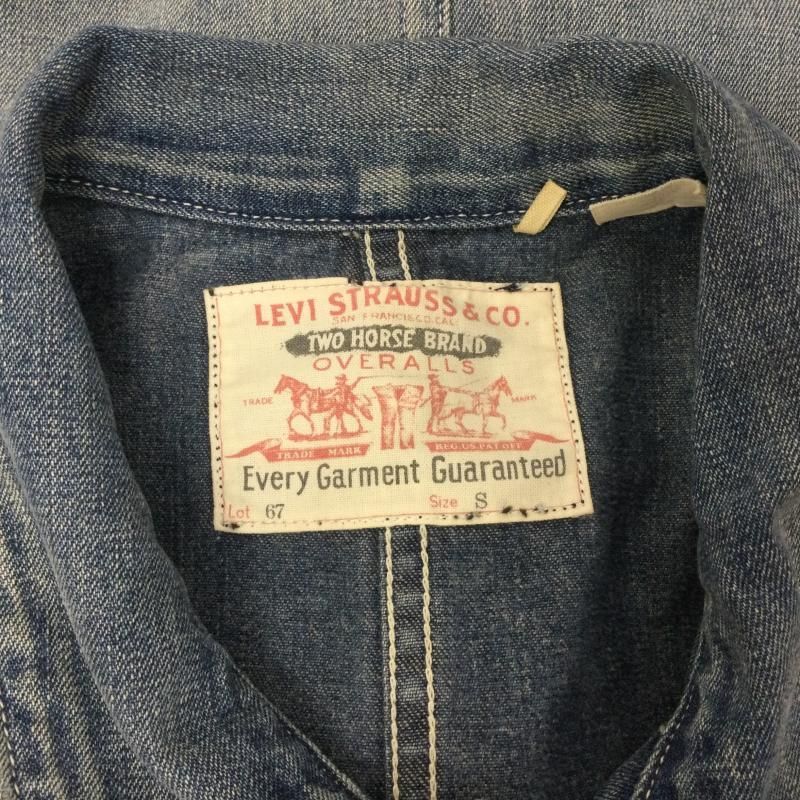 LEVI STRAUSS & CO.
SAN FRANCISCO, CAL.
TWO HORSE BRAND
OVERALLS
TRADE MARK
TRADE MARK REG. US. PAT OFF.
Every Garment Guaranteed
Lot 67 Size S